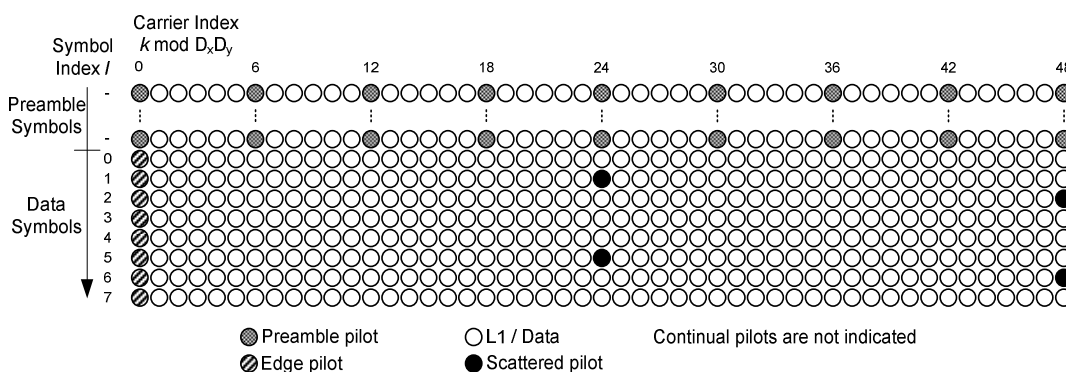 Carrier Index
Symbol k mod DxDy
Index l 0 6 12 18 24 30 36 42 48
-
Preamble
Symbols
-
0
1
Data 2
Symbols 3
4
5
6
7
Preamble pilot L1 / Data Continual pilots are not indicated
Edge pilot Scattered pilot